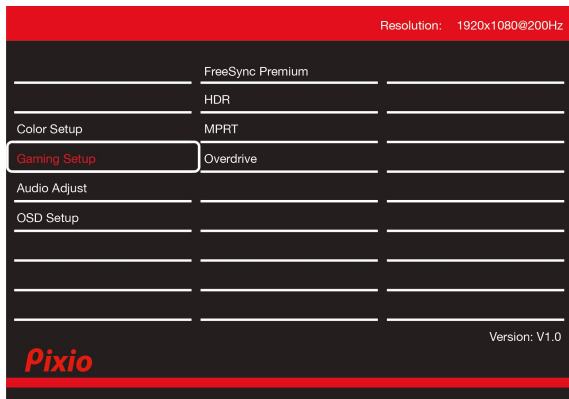 Resolution: 1920x1080@200Hz
FreeSync Premium
HDR
Color Setup MPRT
Gaming Setup Overdrive
Audio Adjust
OSD Setup
Version: V1.0
Pixio